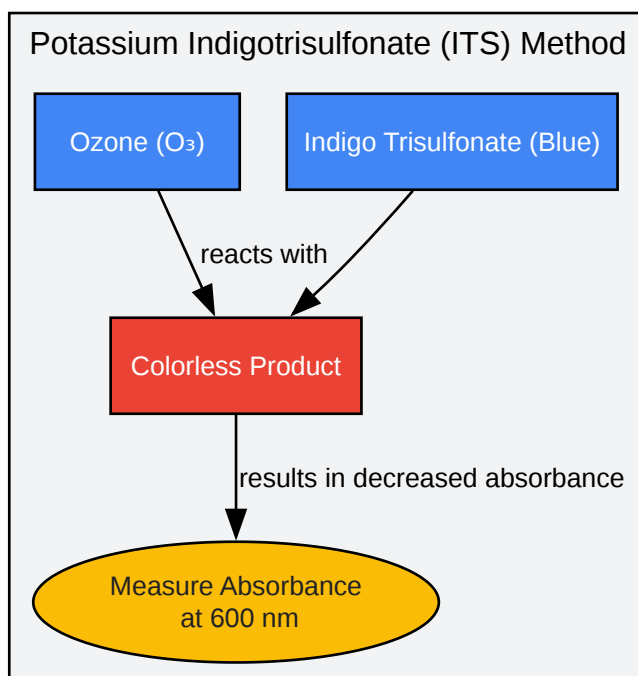 Potassium Indigotrisulfonate (ITS) Method
Ozone (O₃)
Indigo Trisulfonate (Blue)
reacts with
Colorless Product
results in decreased absorbance
Measure Absorbance
at 600 nm